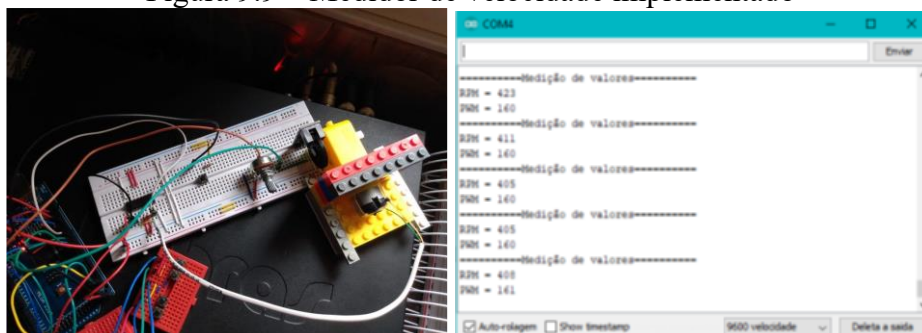 Figura 9.9 – Medidor de velocidade implementado
COM4
Enviar
----------Medição de valores----------
RPM = 423
PWM = 160
----------Medição de valores----------
RPM = 411
PWM = 160
----------Medição de valores----------
RPM = 405
PWM = 160
----------Medição de valores----------
RPM = 405
PWM = 160
----------Medição de valores----------
RPM = 408
PWM = 161
Auto-rolagem Show timestamp 9600 velocidade Deleta a saída